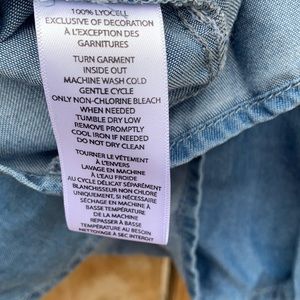 100% LYOCELL
EXCLUSIVE OF DECORATION
À L'EXCEPTION DES
GARNITURES
TURN GARMENT
INSIDE OUT
MACHINE WASH COLD
GENTLE CYCLE
ONLY NON-CHLORINE BLEACH
WHEN NEEDED
TUMBLE DRY LOW
REMOVE PROMPTLY
COOL IRON IF NEEDED
DO NOT DRY CLEAN
TOURNER LE VÊTEMENT
À L'ENVERS
LAVAGE EN MACHINE
À L'EAU FROIDE
AU CYCLE DÉLICAT SÉPARÉMENT
BLANCHISSEUR NON CHLORE
UNIQUEMENT, SI NÉCESSAIRE
SÉCHAGE EN MACHINE À
BASSE TEMPÉRATURE
DE LA MACHINE
REPASSER À BASSE
TEMPÉRATURE AU BESOIN
NETTOYAGE À SEC INTERDIT